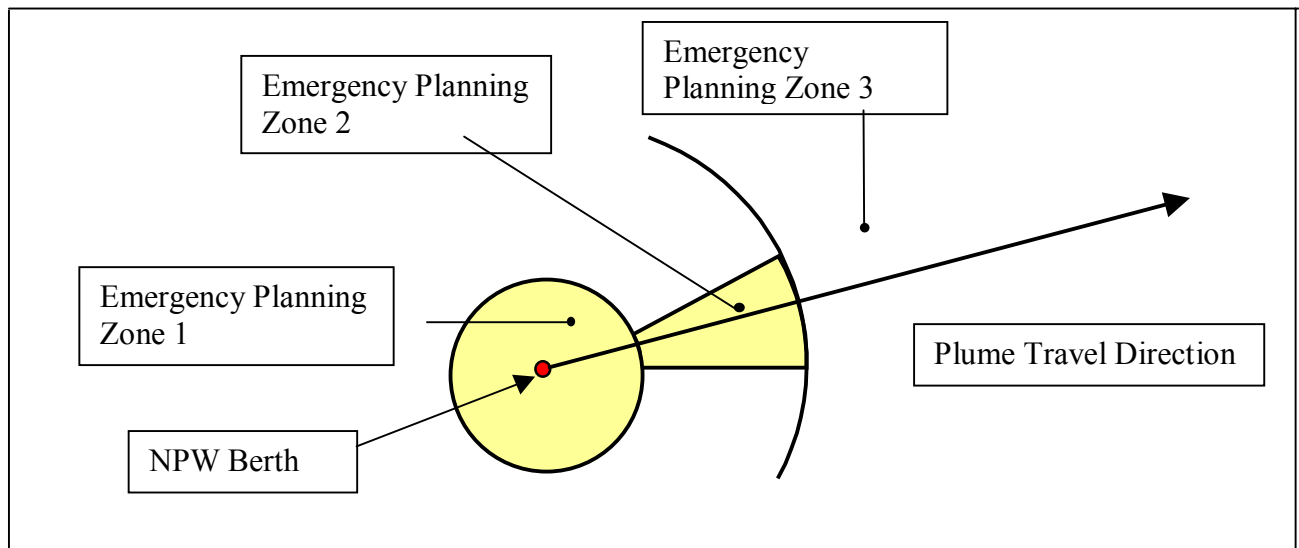 Emergency
Planning Zone 3
Emergency Planning
Zone 2
Emergency Planning
Zone 1
Plume Travel Direction
NPW Berth